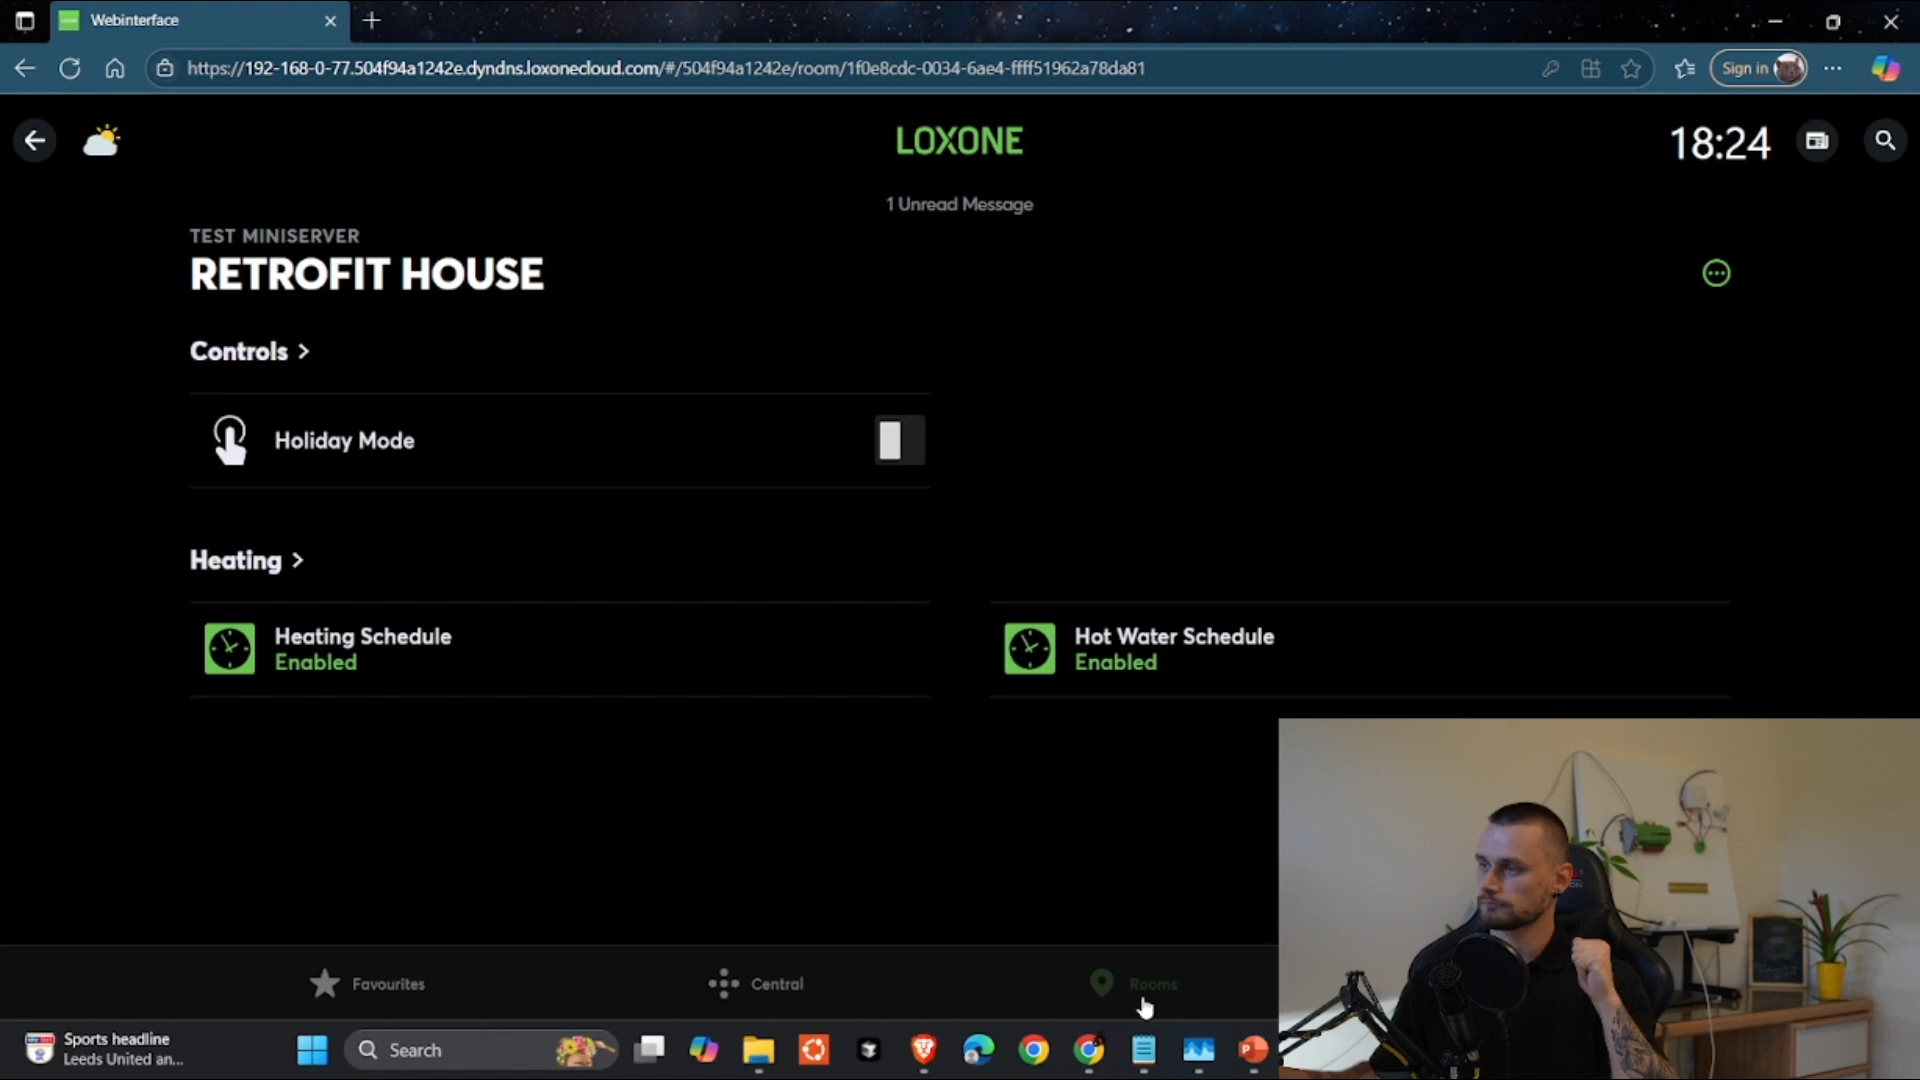 Webinterface
https://192-168-0-77.504f94a1242e.dyndns.loxonecloud.com/#/504f94a1242e/room/1f0e8cdc-0034-6ae4-ffff51962a78da81
Sign in
LOXONE
18:24
1 Unread Message
TEST MINISERVER
RETROFIT HOUSE
Controls >
Holiday Mode
Heating >
Heating Schedule
Enabled
Hot Water Schedule
Enabled
Favourites
Central
Rooms
Sports headline
Leeds United an...
Search